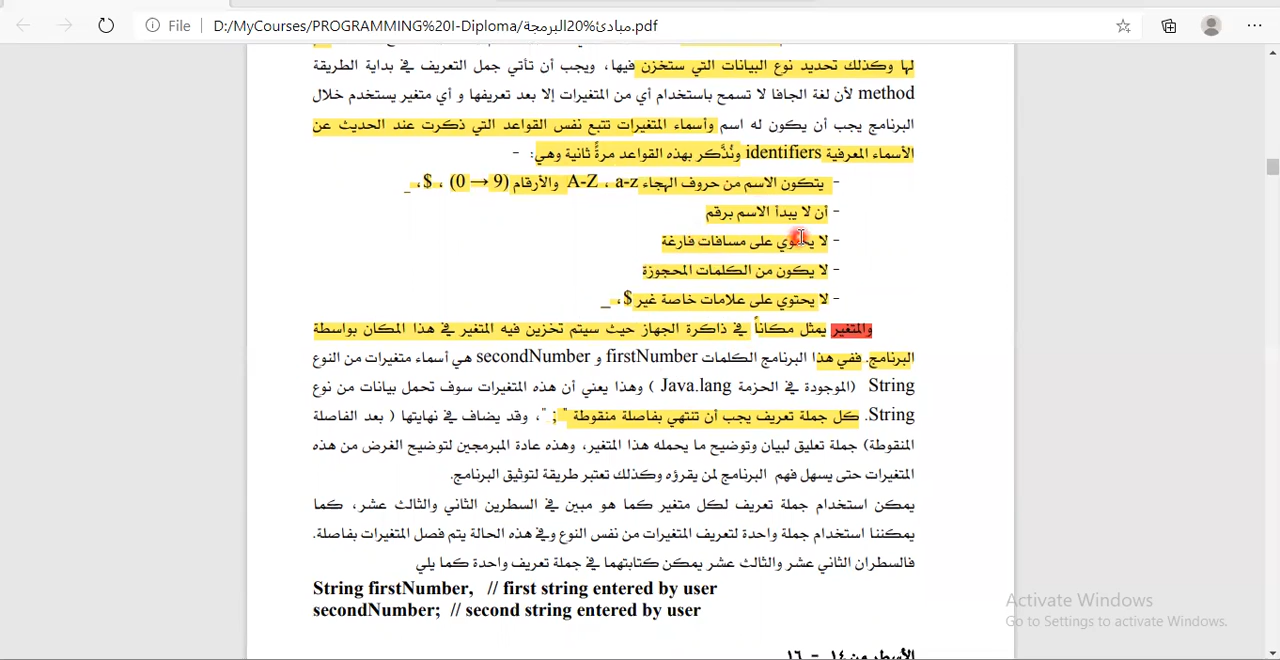 File
D:/MyCourses/PROGRAMMING%20I-Diploma/مبادئ%20البرمجة.pdf
لها وكذلك تحديد نوع البيانات التي ستخزن فيها، ويجب أن تأتي جمل التعريف في بداية الطريقة
method لأن لغة الجافا لا تسمح باستخدام أي من المتغيرات إلا بعد تعريفها و أي متغير يستخدم خلال
البرنامج يجب أن يكون له اسم وأسماء المتغيرات تتبع نفس القواعد التي ذكرت عند الحديث عن
الأسماء المعرفية identifiers ونُذَّكر بهذه القواعد مرةً ثانية وهي: -
- يتكون الاسم من حروف الهجاء A-Z ، a-z والأرقام (0 → 9) ، $، _
- أن لا يبدأ الاسم برقم
- لا يحتوي على مسافات فارغة
- لا يكون من الكلمات المحجوزة
- لا يحتوي على علامات خاصة غير $، _
والمتغير يمثل مكاناً في ذاكرة الجهاز حيث سيتم تخزين فيه المتغير في هذا المكان بواسطة
البرنامج. ففي هذا البرنامج الكلمات firstNumber و secondNumber هي أسماء متغيرات من النوع
String (الموجودة في الحزمة Java.lang ) وهذا يعني أن هذه المتغيرات سوف تحمل بيانات من نوع
String. كل جملة تعريف يجب أن تنتهي بفاصلة منقوطة " ; "، وقد يضاف في نهايتها ( بعد الفاصلة
المنقوطة) جملة تعليق لبيان وتوضيح ما يحمله هذا المتغير، وهذه عادة المبرمجين لتوضيح الغرض من هذه
المتغيرات حتى يسهل فهم البرنامج لمن يقرؤه وكذلك تعتبر طريقة لتوثيق البرنامج.
يمكن استخدام جملة تعريف لكل متغير كما هو مبين في السطرين الثاني والثالث عشر، كما
يمكننا استخدام جملة واحدة لتعريف المتغيرات من نفس النوع وفي هذه الحالة يتم فصل المتغيرات بفاصلة.
فالسطران الثاني عشر والثالث عشر يمكن كتابتهما في جملة تعريف واحدة كما يلي
String firstNumber, // first string entered by user
secondNumber; // second string entered by user
Activate Windows
Go to Settings to activate Windows.
الأسطر من ١٤ - ١٦